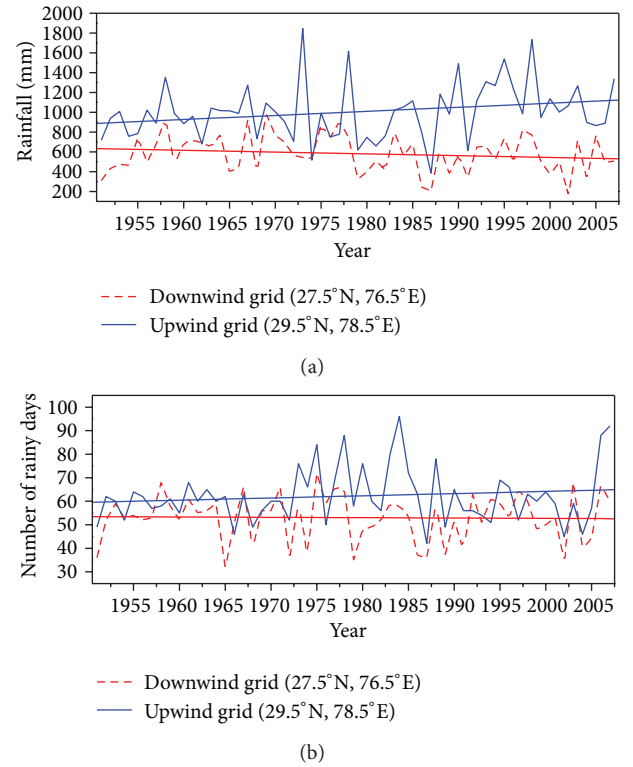 2000
1800
1600
1400
1200
1000
800
600
400
200
Rainfall (mm)
1955 1960 1965 1970 1975 1980 1985 1990 1995 2000 2005
Year
Downwind grid (27.5°N, 76.5°E)
Upwind grid (29.5°N, 78.5°E)
(a)
100
90
80
70
60
50
40
30
Number of rainy days
1955 1960 1965 1970 1975 1980 1985 1990 1995 2000 2005
Year
Downwind grid (27.5°N, 76.5°E)
Upwind grid (29.5°N, 78.5°E)
(b)